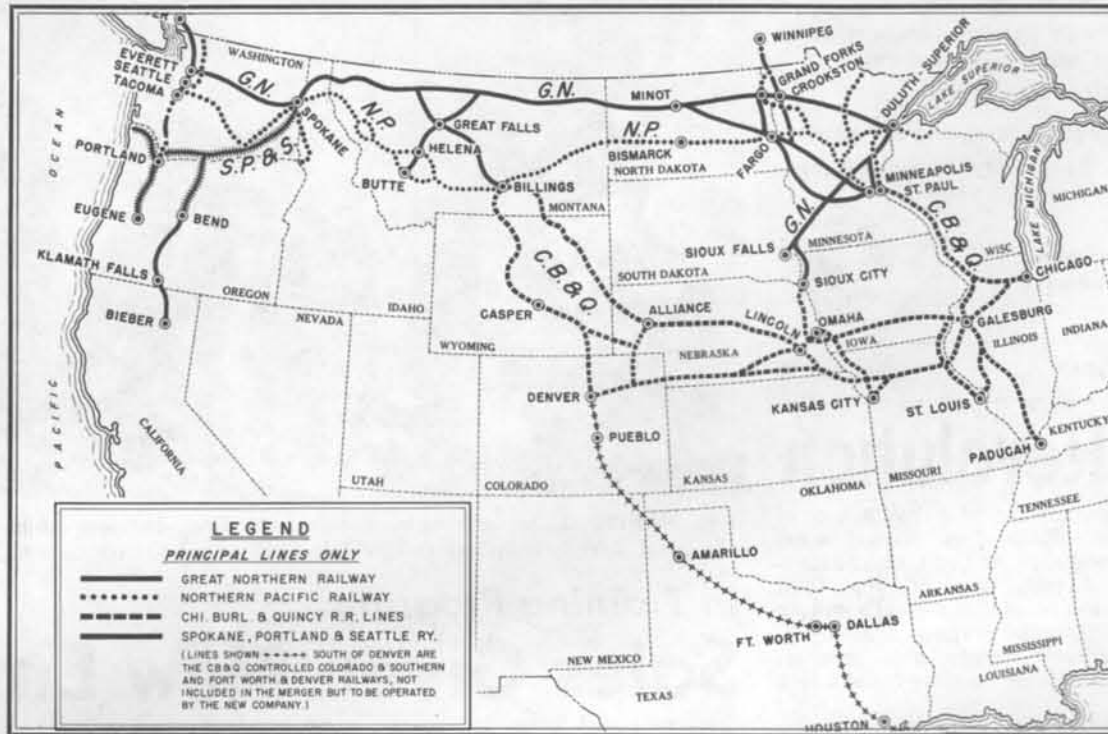 WINNIPEG
EVERETT
SEATTLE
TACOMA
WASHINGTON
G.N.
G.N.
GRAND FORKS
CROOKSTON
DULUTH-SUPERIOR
LAKE SUPERIOR
MINOT
N.P.
SPOKANE
GREAT FALLS
N.P.
BISMARCK
NORTH DAKOTA
FARGO
HELENA
PORTLAND
S.P.&S.
BUTTE
BILLINGS
MONTANA
MINNEAPOLIS
ST. PAUL
LAKE MICHIGAN
MICHIGAN
OCEAN
EUGENE
BEND
G.N.
C.B.&Q.
SIOUX FALLS
MINNESOTA
WISC
KLAMATH FALLS
SOUTH DAKOTA
CHICAGO
OREGON
IDAHO
C.B.&Q.
SIOUX CITY
BIEBER
NEVADA
CASPER
ALLIANCE
LINCOLN
OMAHA
GALESBURG
ILLINOIS
INDIANA
WYOMING
NEBRASKA
IOWA
DENVER
KANSAS CITY
ST. LOUIS
PACIFIC
CALIFORNIA
PUEBLO
PADUCAH
KENTUCKY
UTAH
COLORADO
KANSAS
OKLAHOMA
MISSOURI
TENNESSEE
LEGEND
PRINCIPAL LINES ONLY
GREAT NORTHERN RAILWAY
NORTHERN PACIFIC RAILWAY
CHI. BURL. & QUINCY R.R. LINES
SPOKANE, PORTLAND & SEATTLE RY.
(LINES SHOWN +++++ SOUTH OF DENVER ARE
THE CB&Q CONTROLLED COLORADO & SOUTHERN
AND FORT WORTH & DENVER RAILWAYS, NOT
INCLUDED IN THE MERGER BUT TO BE OPERATED
BY THE NEW COMPANY.)
AMARILLO
ARKANSAS
FT. WORTH
DALLAS
MISSISSIPPI
NEW MEXICO
LOUISIANA
TEXAS
HOUSTON